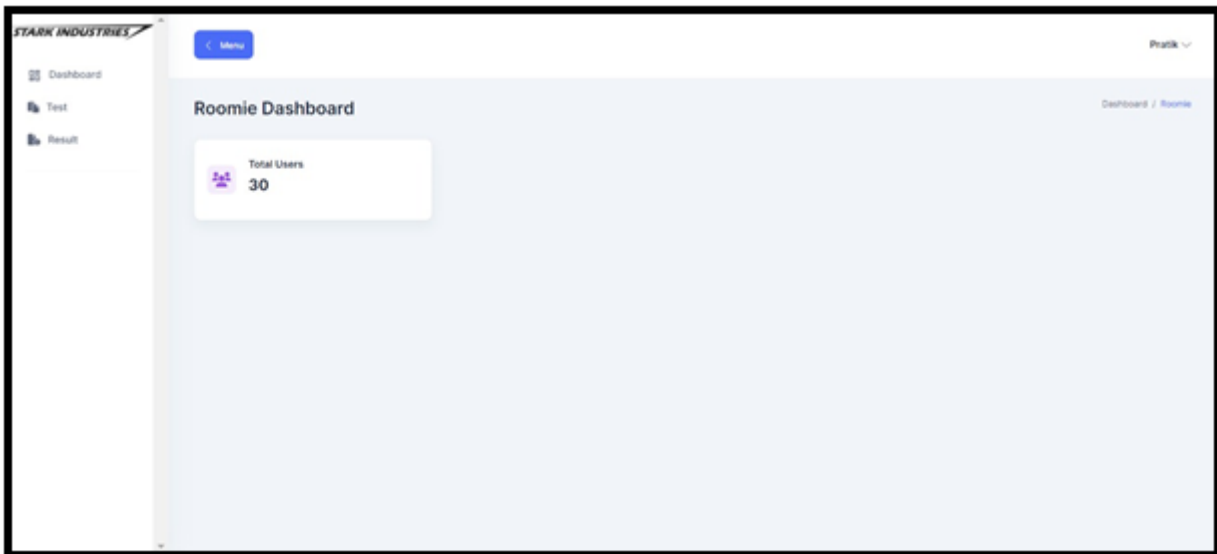 STARK INDUSTRIES
Menu
Pratik
Dashboard
Test
Result
Roomie Dashboard
Dashboard / Roomie
Total Users
30